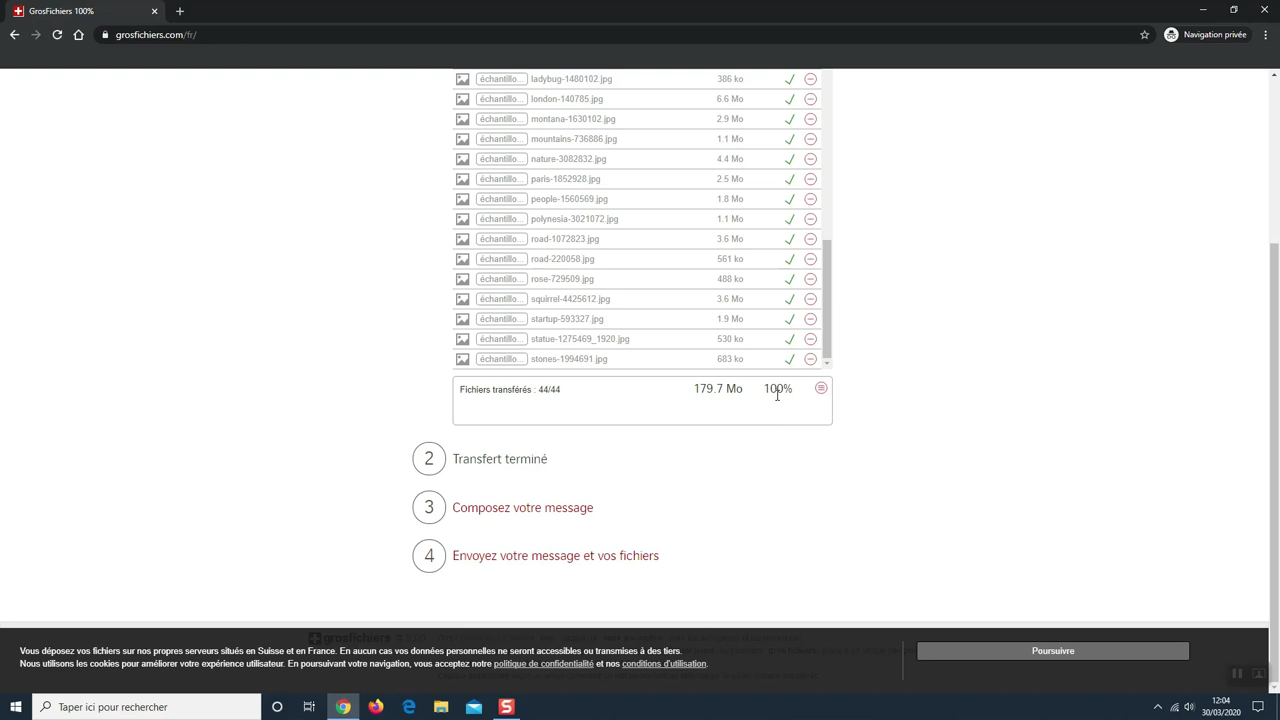 GrosFichiers 100%
grosfichiers.com/fr/
Navigation privée
échantillo... ladybug-1480102.jpg 386 ko
échantillo... london-140785.jpg 6.6 Mo
échantillo... montana-1630102.jpg 2.9 Mo
échantillo... mountains-736886.jpg 1.1 Mo
échantillo... nature-3082832.jpg 4.4 Mo
échantillo... paris-1852928.jpg 2.5 Mo
échantillo... people-1560569.jpg 1.8 Mo
échantillo... polynesia-3021072.jpg 1.1 Mo
échantillo... road-1072823.jpg 3.6 Mo
échantillo... road-220058.jpg 561 ko
échantillo... rose-729509.jpg 488 ko
échantillo... squirrel-4425612.jpg 3.6 Mo
échantillo... startup-593327.jpg 1.9 Mo
échantillo... statue-1275469_1920.jpg 530 ko
échantillo... stones-1994691.jpg 683 ko
Fichiers transférés : 44/44 179.7 Mo 100%
2 Transfert terminé
3 Composez votre message
4 Envoyez votre message et vos fichiers
grosfichiers
Vous déposez vos fichiers sur nos propres serveurs situés en Suisse et en France. En aucun cas vos données personnelles ne seront accessibles ou transmises à des tiers.
Nous utilisons les cookies pour améliorer votre expérience utilisateur. En poursuivant votre navigation, vous acceptez notre politique de confidentialité et nos conditions d'utilisation.
Poursuivre
Taper ici pour rechercher
12:04
30/03/2020